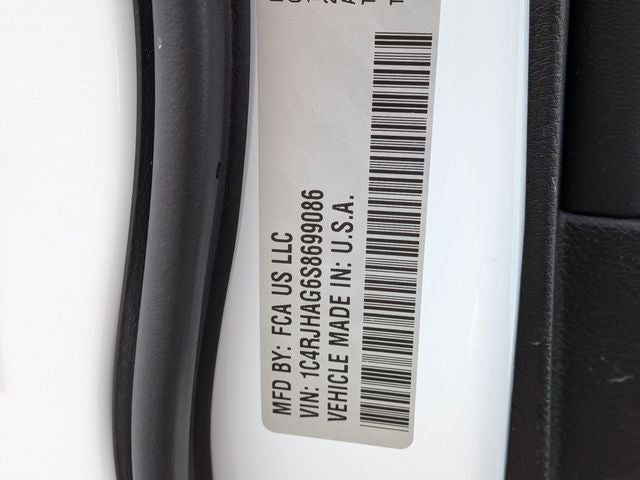 MFD BY: FCA US LLC
VIN: 1C4RJHAG6S8699086
VEHICLE MADE IN: U.S.A.